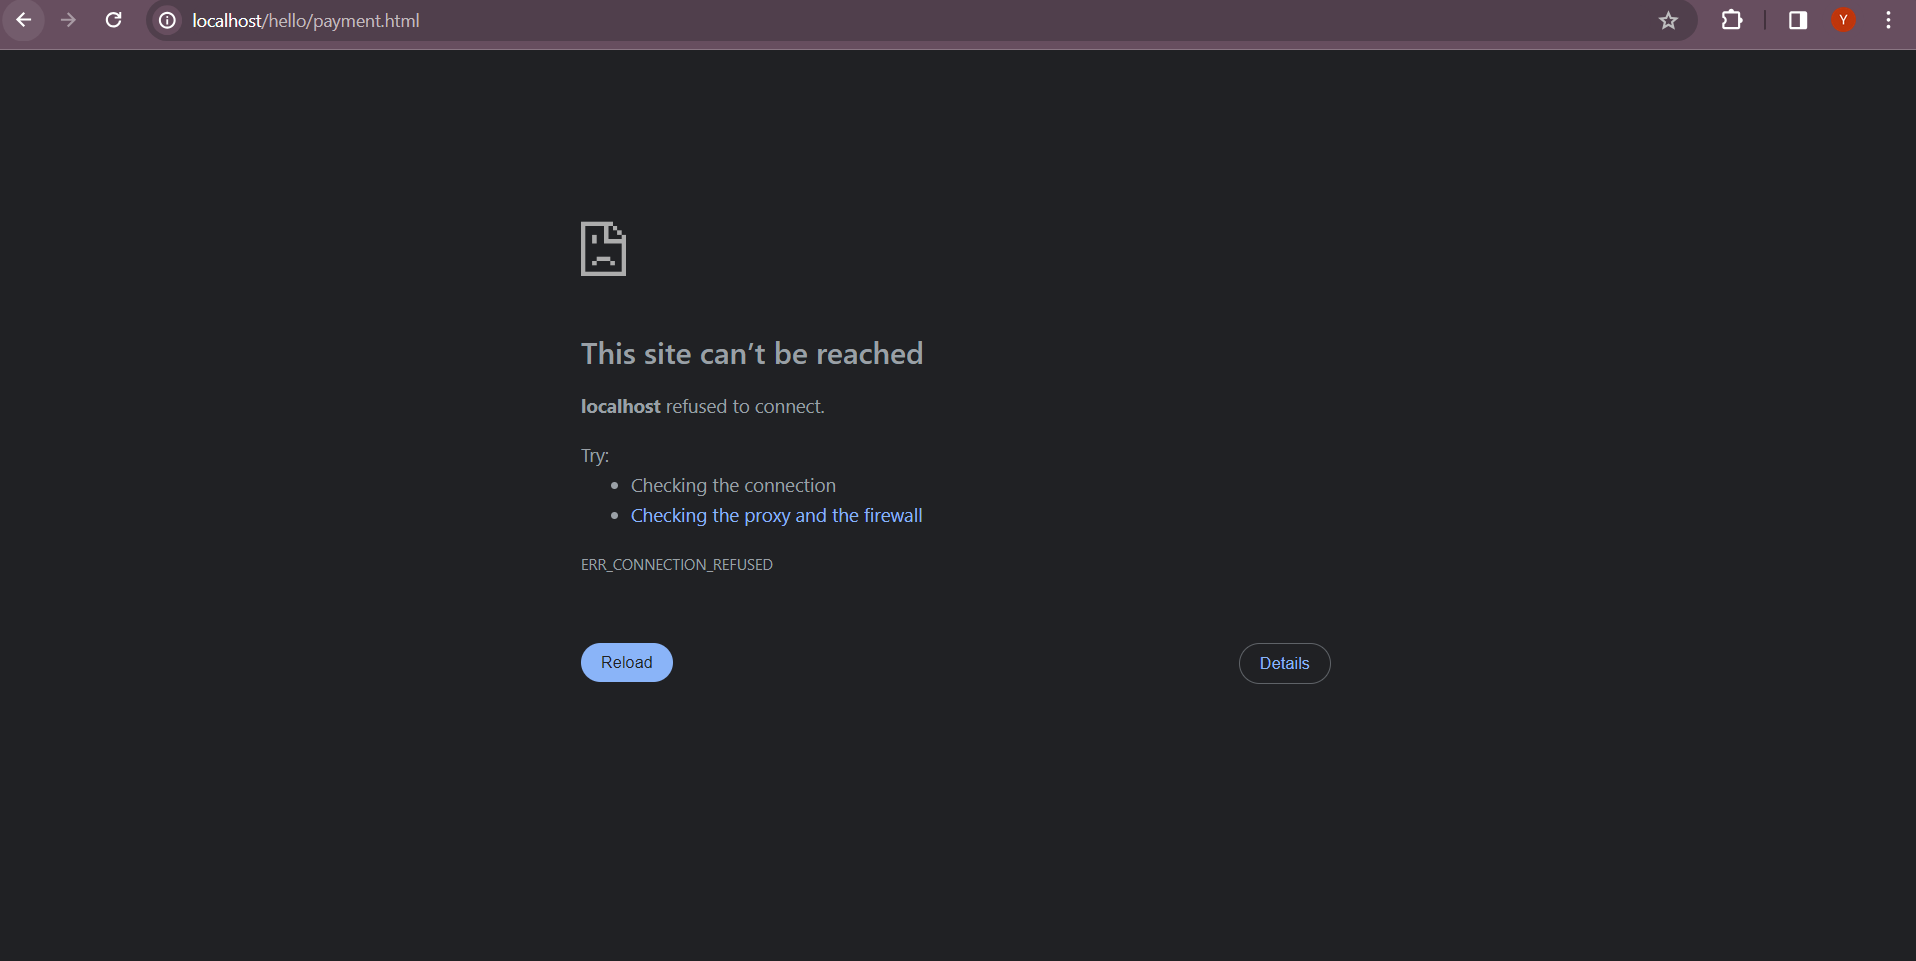 localhost/hello/payment.html
Y
This site can’t be reached
localhost refused to connect.
Try:
Checking the connection
Checking the proxy and the firewall
ERR_CONNECTION_REFUSED
Reload
Details